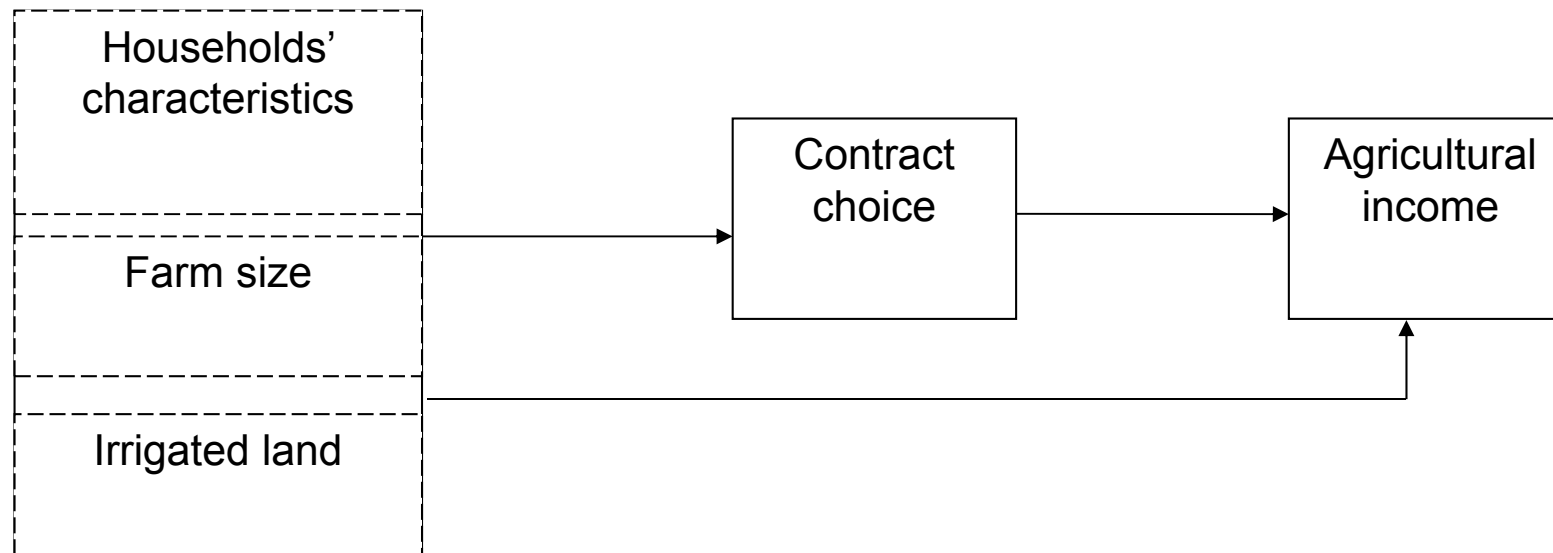 Households’
characteristics
Farm size
Irrigated land
Contract
choice
Agricultural
income